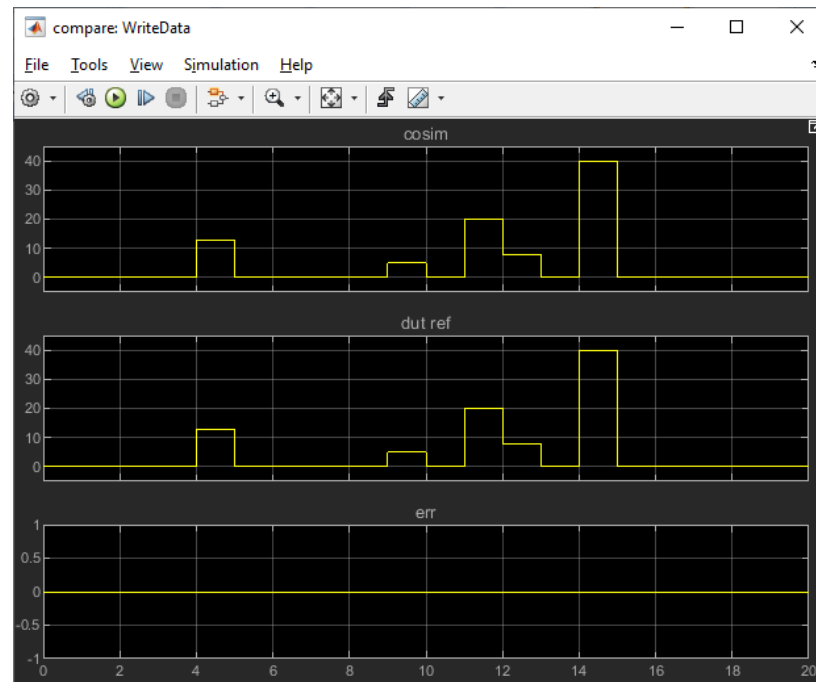 compare: WriteData
File Tools View Simulation Help
cosim
40
30
20
10
0
dut ref
40
30
20
10
0
err
1
0.5
0
-0.5
-1
0 2 4 6 8 10 12 14 16 18 20